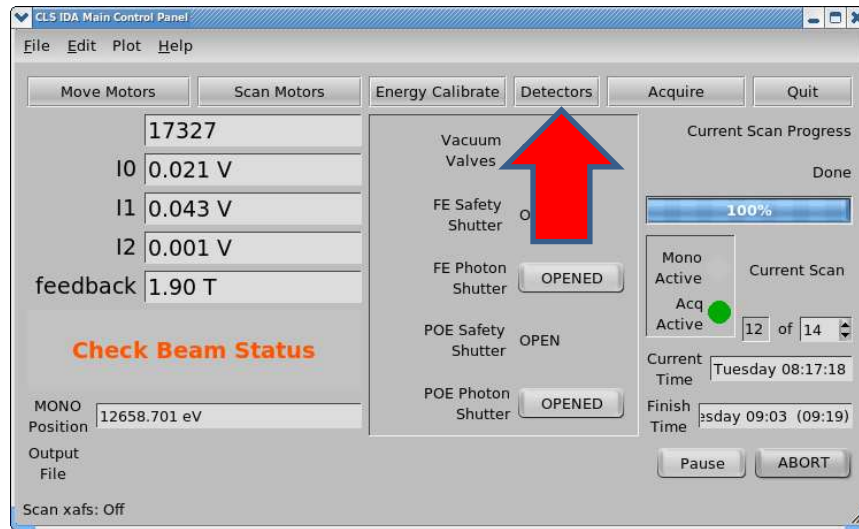 CLS IDA Main Control Panel
File Edit Plot Help
Move Motors Scan Motors Energy Calibrate Detectors Acquire Quit
17327
I0 0.021 V
I1 0.043 V
I2 0.001 V
feedback 1.90 T
Check Beam Status
MONO
Position
12658.701 eV
Output
File
Scan xafs: Off
Vacuum
Valves
FE Safety
Shutter
FE Photon
Shutter
OPENED
POE Safety
Shutter
OPEN
POE Photon
Shutter
OPENED
Current Scan Progress
Done
100%
Mono
Active
Acq
Active
Current Scan
12 of 14
Current
Time
Tuesday 08:17:18
Finish
Time
esday 09:03 (09:19)
Pause ABORT